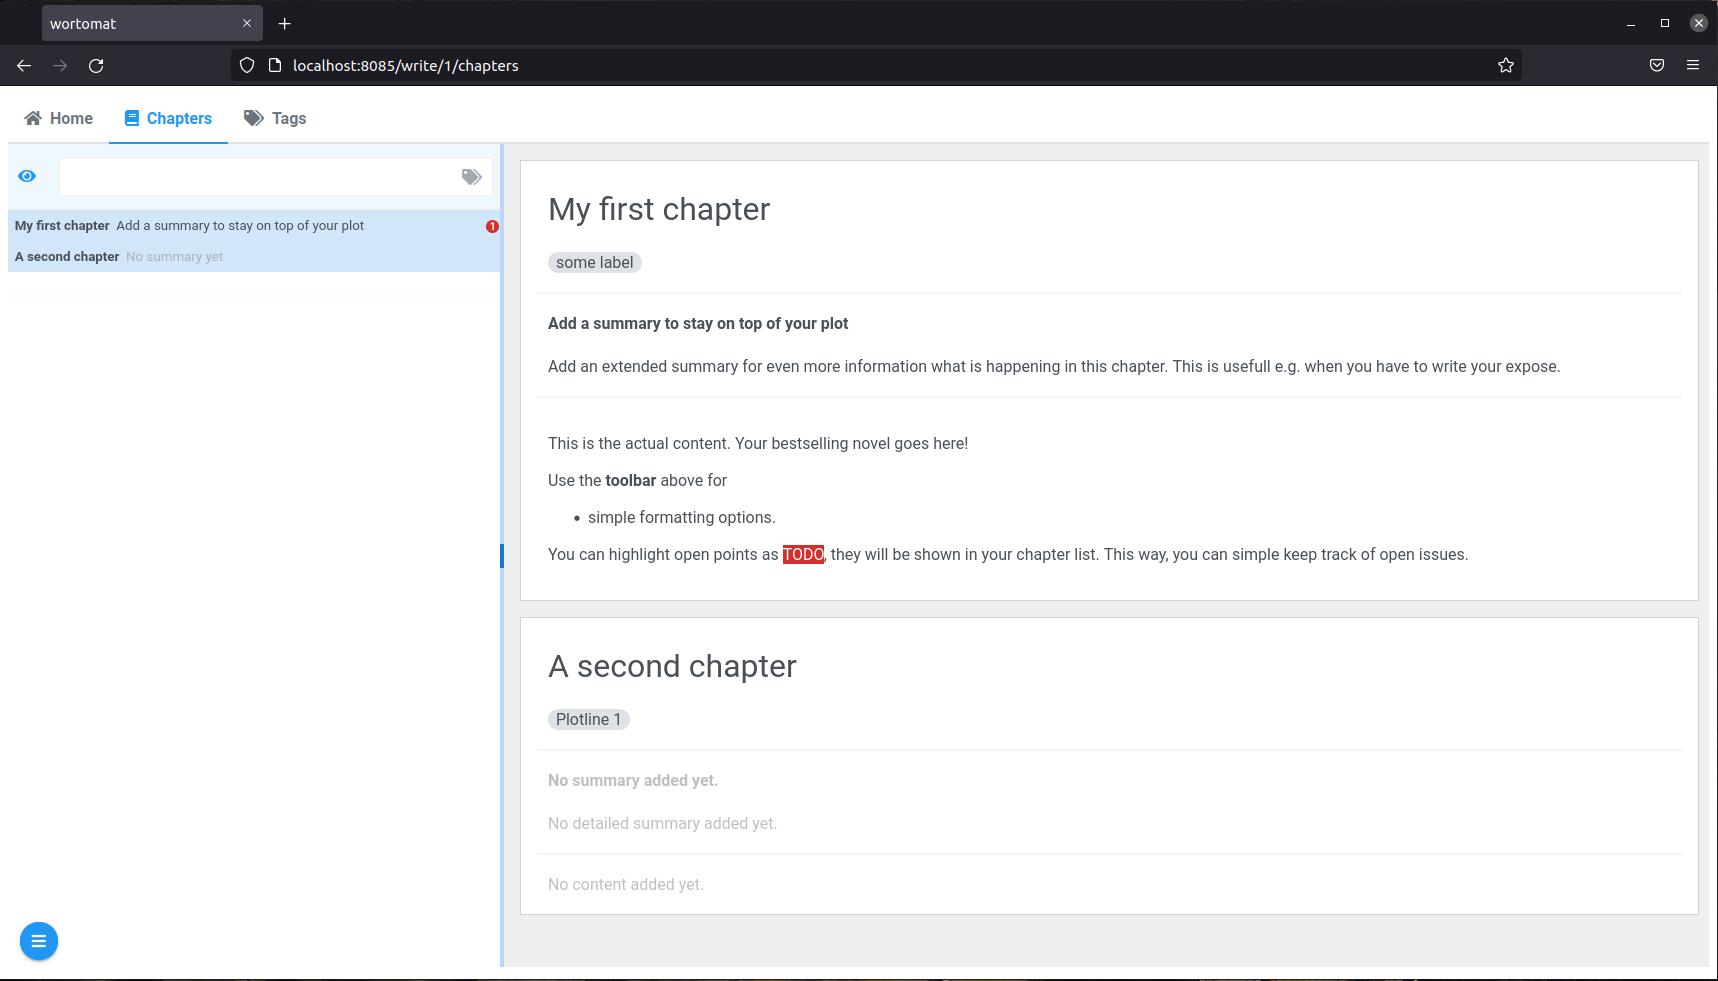 wortomat
localhost:8085/write/1/chapters
Home Chapters Tags
My first chapter Add a summary to stay on top of your plot 1
A second chapter No summary yet
My first chapter
some label
Add a summary to stay on top of your plot
Add an extended summary for even more information what is happening in this chapter. This is usefull e.g. when you have to write your expose.
This is the actual content. Your bestselling novel goes here!
Use the toolbar above for
• simple formatting options.
You can highlight open points as TODO, they will be shown in your chapter list. This way, you can simple keep track of open issues.
A second chapter
Plotline 1
No summary added yet.
No detailed summary added yet.
No content added yet.